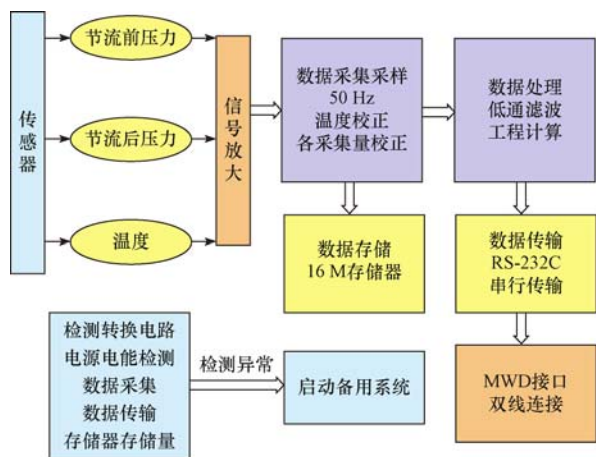 传感器
节流前压力
节流后压力
温度
信号放大
数据采集采样
50 Hz
温度校正
各采集量校正
数据处理
低通滤波
工程计算
数据存储
16 M存储器
数据传输
RS-232C
串行传输
MWD接口
双线连接
检测转换电路
电源电能检测
数据采集
数据传输
存储器存储量
检测异常
启动备用系统